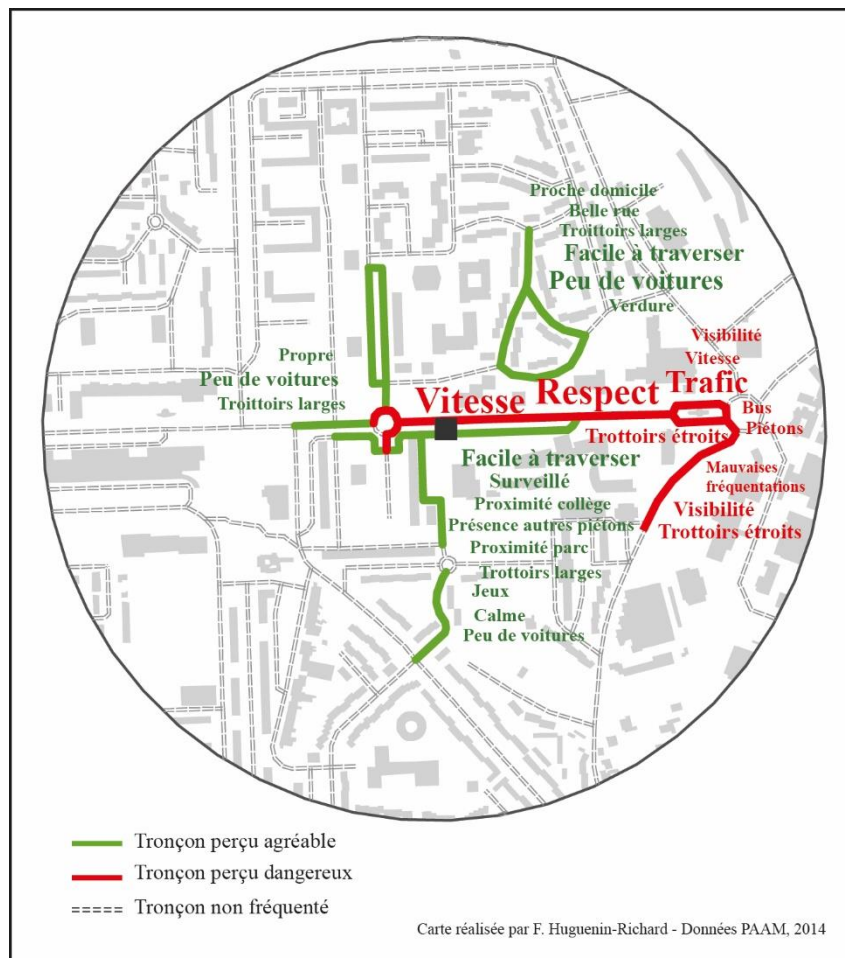 Proche domicile
Belle rue
Troittoirs larges
Facile à traverser
Peu de voitures
Verdure
Propre
Peu de voitures
Troittoirs larges
Visibilité
Vitesse
Vitesse Respect Trafic
Bus
Piétons
Trottoirs étroits
Mauvaises
fréquentations
Visibilité
Trottoirs étroits
Facile à traverser
Surveillé
Proximité collège
Présence autres piétons
Proximité parc
Trottoirs larges
Jeux
Calme
Peu de voitures
Tronçon perçu agréable
Tronçon perçu dangereux
Tronçon non fréquenté
Carte réalisée par F. Huguenin-Richard - Données PAAM, 2014